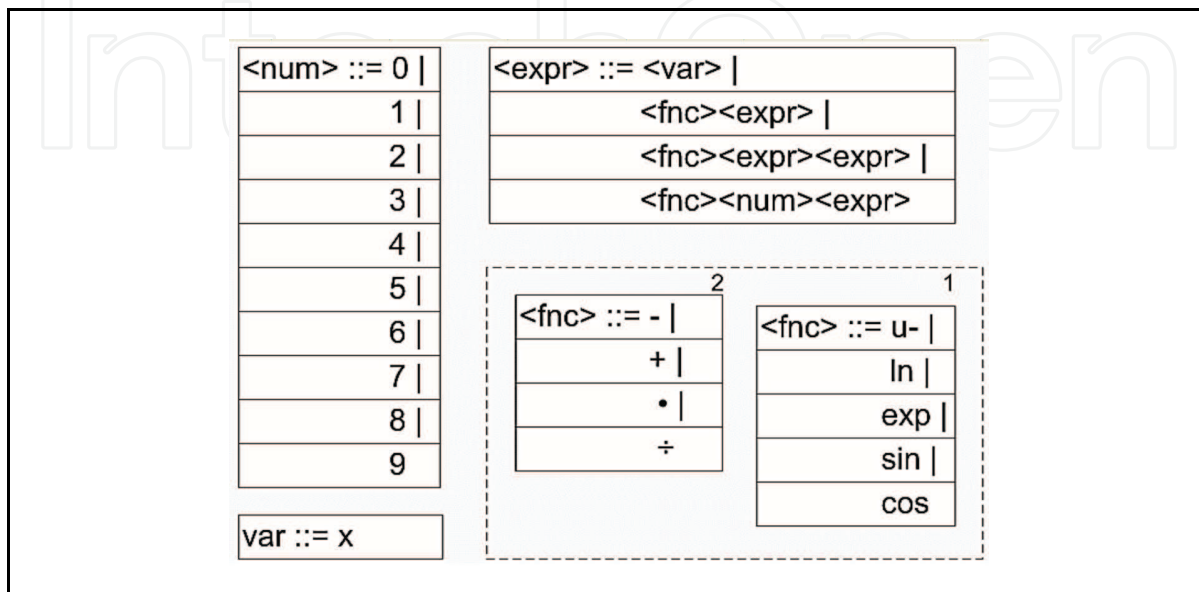 IntechOpen
<num> ::= 0 |
1 |
2 |
3 |
4 |
5 |
6 |
7 |
8 |
9
var ::= x
<expr> ::= <var> |
<fnc><expr> |
<fnc><expr><expr> |
<fnc><num><expr>
2
<fnc> ::= - |
+ |
• |
÷
1
<fnc> ::= u- |
ln |
exp |
sin |
cos